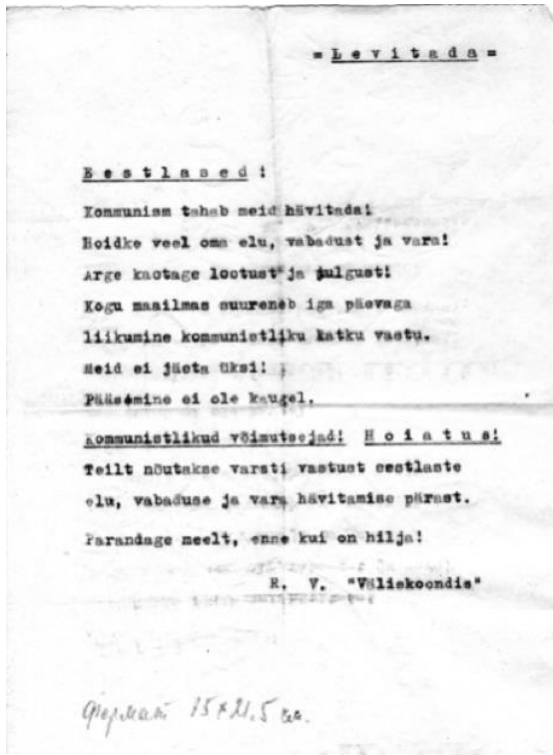 = Levitada =
Eestlased !
Kommunism tahab meid hävitada!
Hoidke veel oma elu, vabadust ja vara!
Arge kaotage lootust ja julgust!
Kogu maailmas suureneb iga päevaga
liikumine kommunistliku katku vastu.
Meid ei jäeta üksi!
Pääsemine ei ole kaugel.
Kommunistlikud võimutsejad! Hoiatus!
Teilt nõutakse varsti vastust eestlaste
elu, vabaduse ja vara hävitamise pärast.
Parandage meelt, enne kui on hilja!
R. V. "Väliskoondis"
формат 15×21.5 см.